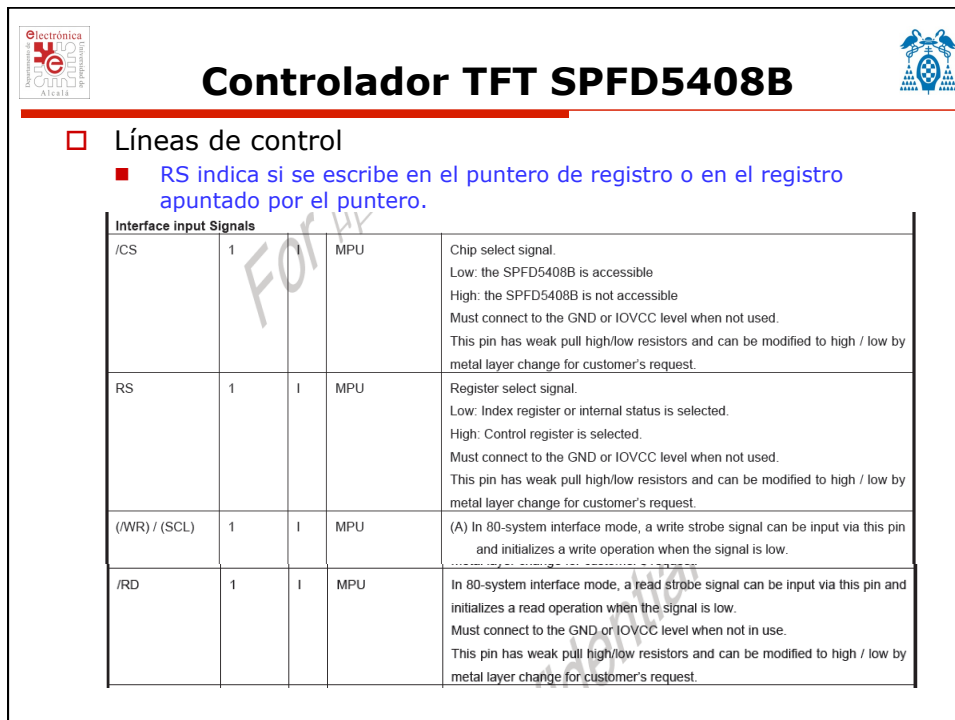 electrónica
Departamento de
Universidad de
Alcalá
Controlador TFT SPFD5408B
Líneas de control
RS indica si se escribe en el puntero de registro o en el registro
apuntado por el puntero.
Interface input Signals
/CS 1 I MPU Chip select signal.
Low: the SPFD5408B is accessible
High: the SPFD5408B is not accessible
Must connect to the GND or IOVCC level when not used.
This pin has weak pull high/low resistors and can be modified to high / low by
metal layer change for customer's request.
RS 1 I MPU Register select signal.
Low: Index register or internal status is selected.
High: Control register is selected.
Must connect to the GND or IOVCC level when not used.
This pin has weak pull high/low resistors and can be modified to high / low by
metal layer change for customer's request.
(/WR) / (SCL) 1 I MPU (A) In 80-system interface mode, a write strobe signal can be input via this pin
and initializes a write operation when the signal is low.
/RD 1 I MPU In 80-system interface mode, a read strobe signal can be input via this pin and
initializes a read operation when the signal is low.
Must connect to the GND or IOVCC level when not in use.
This pin has weak pull high/low resistors and can be modified to high / low by
metal layer change for customer's request.
For